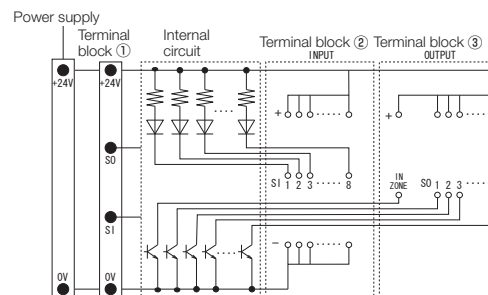 Power supply
Terminal block ①
Internal circuit
Terminal block ② Terminal block ③
INPUT OUTPUT
+24V +24V
+ +
SO
SI 1 2 3 ······ 8
IN ZONE SO 1 2 3 ······
SI
−
0V 0V